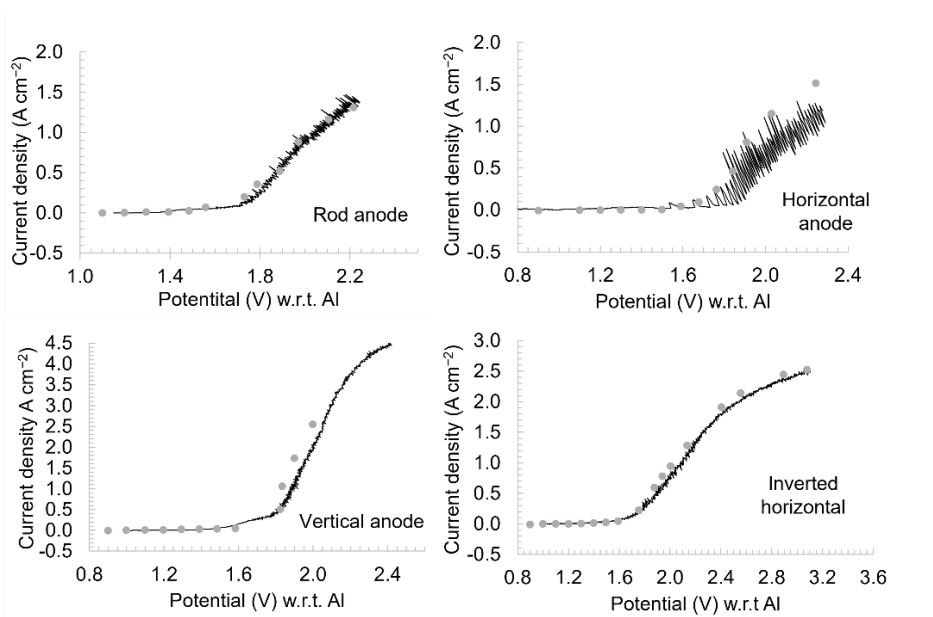 Current density (A cm⁻²)
2.0
1.5
1.0
0.5
0.0
-0.5
1.0 1.4 1.8 2.2
Rod anode
Potentital (V) w.r.t. Al
Current density (A cm⁻²)
2.0
1.5
1.0
0.5
0.0
-0.5
0.8 1.2 1.6 2.0 2.4
Horizontal
anode
Potential (V) w.r.t. Al
Current density A cm⁻²)
4.5
4.0
3.5
3.0
2.5
2.0
1.5
1.0
0.5
0.0
-0.5
0.8 1.2 1.6 2.0 2.4
Vertical anode
Potential (V) w.r.t. Al
Current density (A cm⁻²)
3.0
2.5
2.0
1.5
1.0
0.5
0.0
-0.5
0.8 1.2 1.6 2.0 2.4 2.8 3.2 3.6
Inverted
horizontal
Potential (V) w.r.t Al